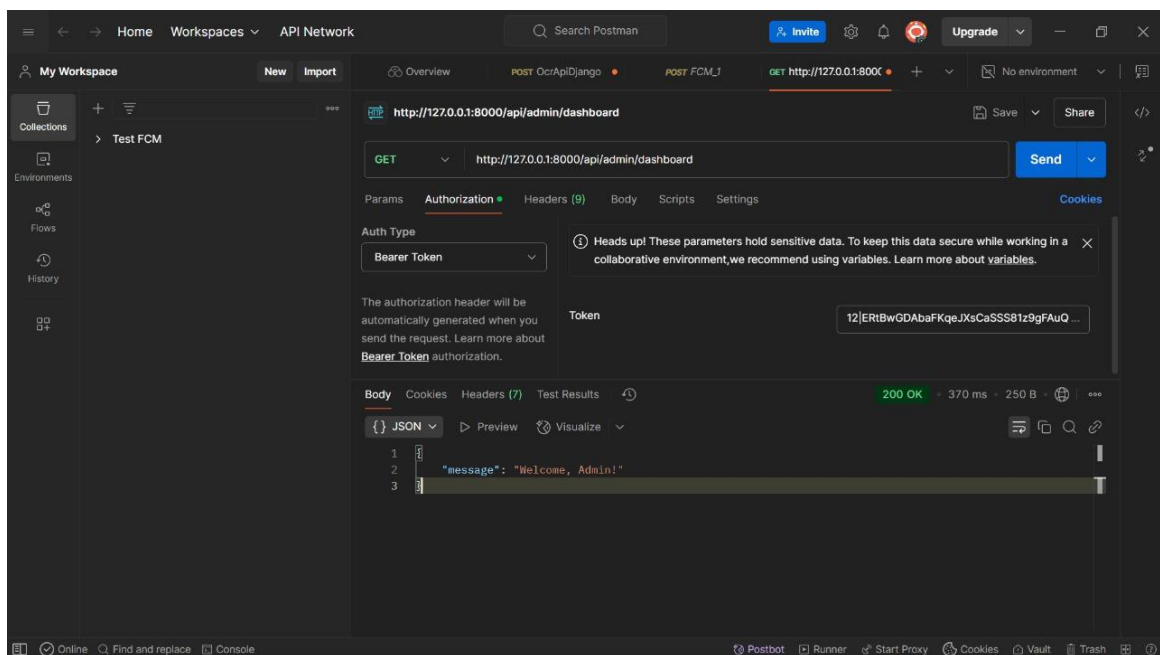 Home Workspaces API Network Search Postman Invite Upgrade
My Workspace New Import Overview POST OcrApiDjango POST FCM_1 GET http://127.0.0.1:8000 No environment
Collections
Test FCM
Environments
Flows
History
http://127.0.0.1:8000/api/admin/dashboard Save Share
GET http://127.0.0.1:8000/api/admin/dashboard Send
Params Authorization Headers (9) Body Scripts Settings Cookies
Auth Type
Bearer Token
Heads up! These parameters hold sensitive data. To keep this data secure while working in a
collaborative environment,we recommend using variables. Learn more about variables.
The authorization header will be
automatically generated when you
send the request. Learn more about
Bearer Token authorization.
Token 12|ERtBwGDAbaFKqeJXsCaSSS81z9gFAuQ ...
Body Cookies Headers (7) Test Results 200 OK 370 ms 250 B
{} JSON Preview Visualize
1 {
2 "message": "Welcome, Admin!"
3 }
Online Find and replace Console Postbot Runner Start Proxy Cookies Vault Trash